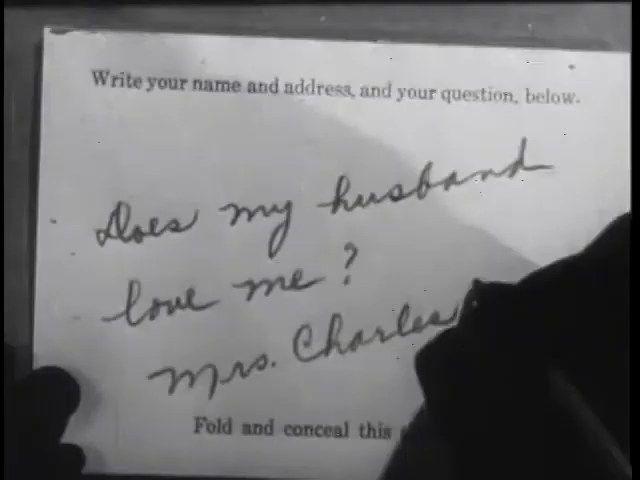 Write your name and address, and your question, below.
Does my husband
love me?
Mrs. Charles
Fold and conceal this